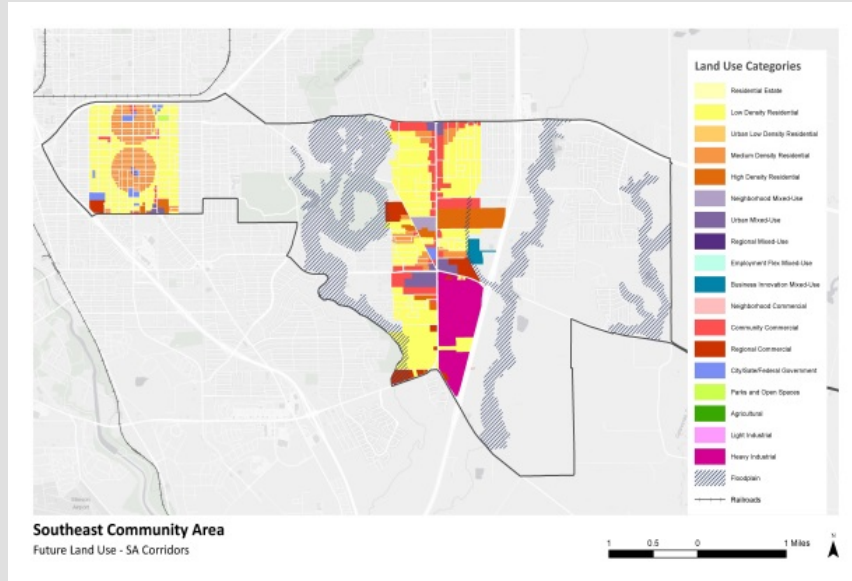 Land Use Categories
Residential Estate
Low Density Residential
Urban Low Density Residential
Medium Density Residential
High Density Residential
Neighborhood Mixed-Use
Urban Mixed-Use
Regional Mixed-Use
Employment Flex Mixed-Use
Business Innovation Mixed-Use
Neighborhood Commercial
Community Commercial
Regional Commercial
City/State/Federal Government
Parks and Open Spaces
Agricultural
Light Industrial
Heavy Industrial
Floodplain
Railroads
Southeast Community Area
Future Land Use - SA Corridors
1 0.5 0 1 Miles
N